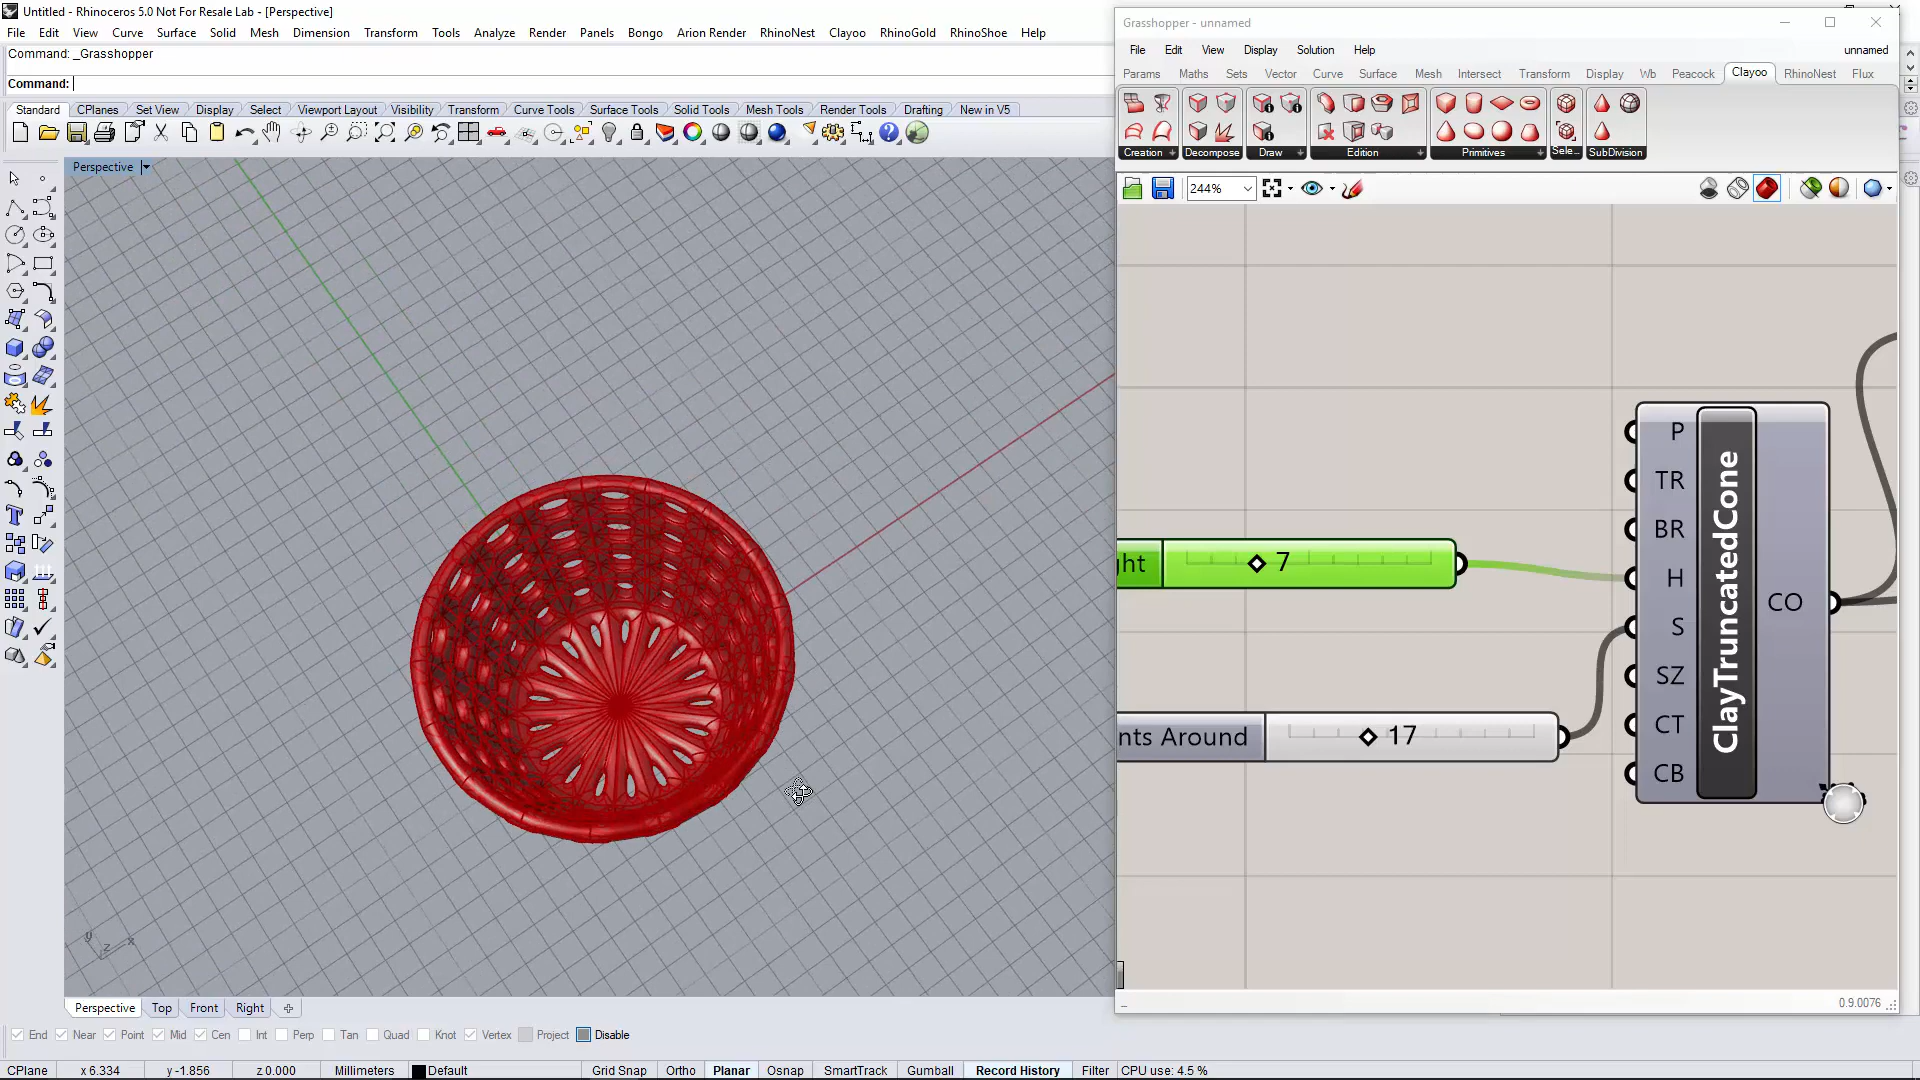 Untitled - Rhinoceros 5.0 Not For Resale Lab - [Perspective]
File Edit View Curve Surface Solid Mesh Dimension Transform Tools Analyze Render Panels Bongo Arion Render RhinoNest Clayoo RhinoGold RhinoShoe Help
Command: _Grasshopper
Command:
Standard CPlanes Set View Display Select Viewport Layout Visibility Transform Curve Tools Surface Tools Solid Tools Mesh Tools Render Tools Drafting New in V5
Perspective
y z x
Perspective Top Front Right
End Near Point Mid Cen Int Perp Tan Quad Knot Vertex Project Disable
CPlane x 6.334 y -1.856 z 0.000 Millimeters Default Grid Snap Ortho Planar Osnap SmartTrack Gumball Record History Filter CPU use: 4.5 %
Grasshopper - unnamed
File Edit View Display Solution Help unnamed
Params Maths Sets Vector Curve Surface Mesh Intersect Transform Display Wb Peacock Clayoo RhinoNest Flux
Creation Decompose Draw Edition Primitives Sele... SubDivision
244%
ght 7
nts Around 17
P
TR
BR
H
S
SZ
CT
CB
ClayTruncatedCone
CO
0.9.0076